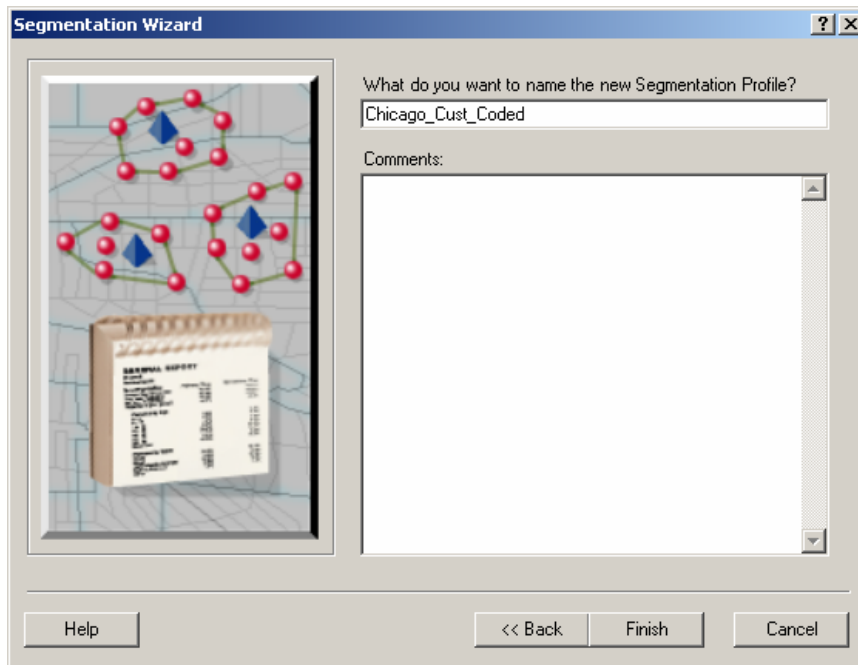 Segmentation Wizard
What do you want to name the new Segmentation Profile?
Chicago_Cust_Coded
Comments:
Help
<< Back
Finish
Cancel